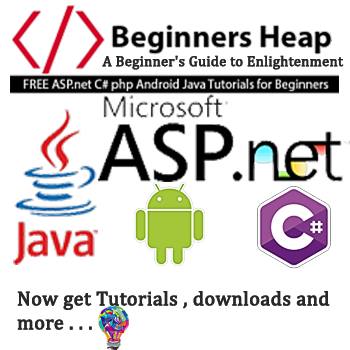 </>
Beginners Heap
A Beginner's Guide to Enlightenment
FREE ASP.net C# php Android Java Tutorials for Beginners
Microsoft
ASP.net
Java
C#
Now get Tutorials , downloads and
more . . .